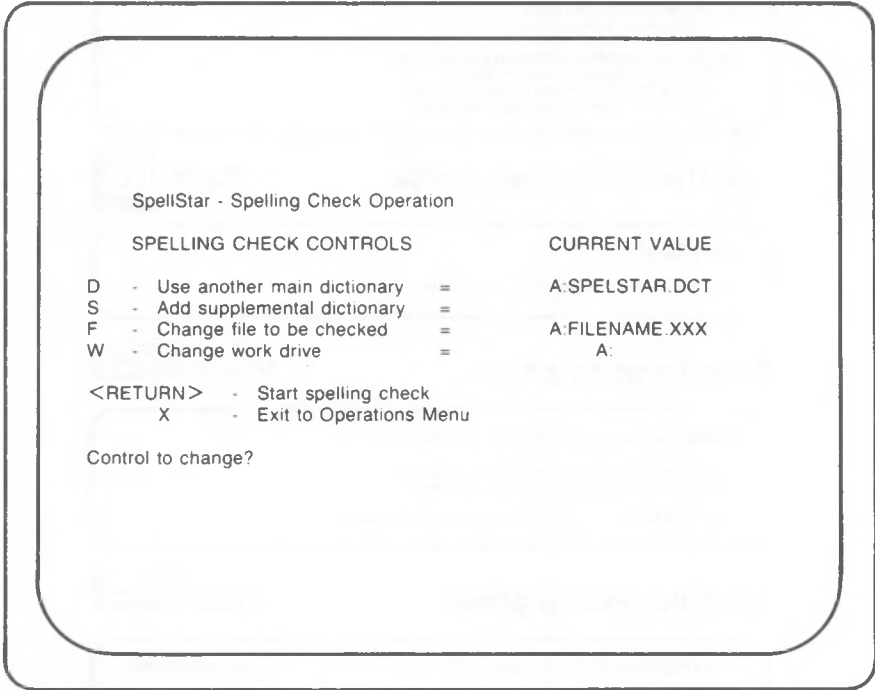 SpellStar - Spelling Check Operation
SPELLING CHECK CONTROLS CURRENT VALUE
D - Use another main dictionary = A:SPELSTAR.DCT
S - Add supplemental dictionary =
F - Change file to be checked = A:FILENAME.XXX
W - Change work drive = A:
<RETURN> - Start spelling check
X - Exit to Operations Menu
Control to change?